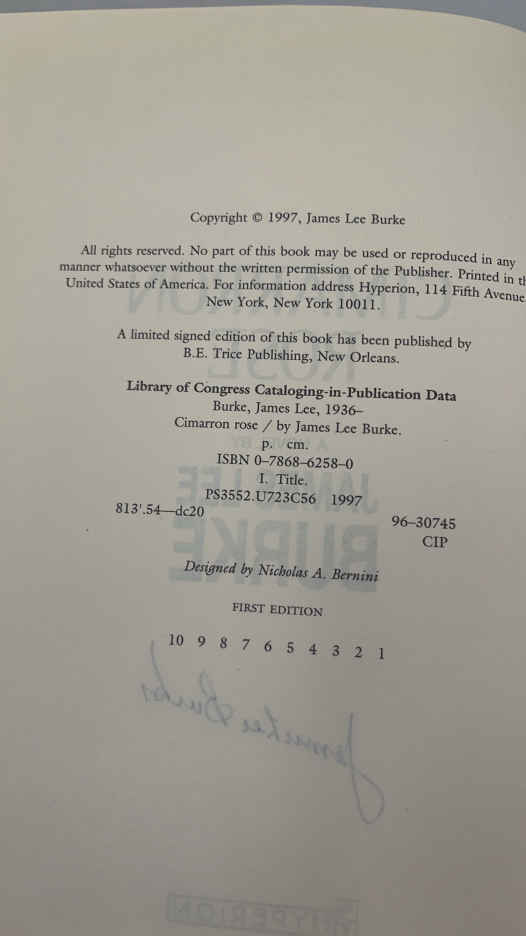 Copyright © 1997, James Lee Burke
All rights reserved. No part of this book may be used or reproduced in any
manner whatsoever without the written permission of the Publisher. Printed in th
United States of America. For information address Hyperion, 114 Fifth Avenue
New York, New York 10011.
A limited signed edition of this book has been published by
B.E. Trice Publishing, New Orleans.
Library of Congress Cataloging-in-Publication Data
Burke, James Lee, 1936–
Cimarron rose / by James Lee Burke.
p. cm.
ISBN 0–7868–6258–0
I. Title.
PS3552.U723C56 1997
813'.54—dc20
96–30745
CIP
Designed by Nicholas A. Bernini
FIRST EDITION
10 9 8 7 6 5 4 3 2 1
James Lee Burke
HYPERION